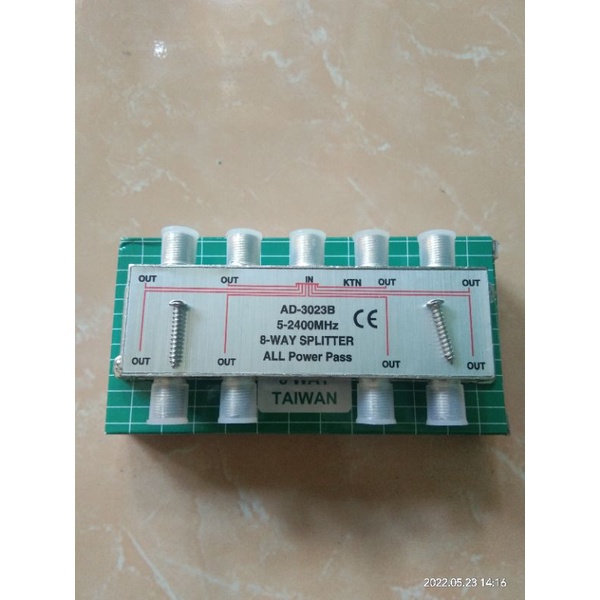 OUT OUT IN KTN OUT OUT
AD-3023B
5-2400MHz CE
8-WAY SPLITTER
OUT OUT ALL Power Pass OUT OUT
TAIWAN
2022.05.23 14:16